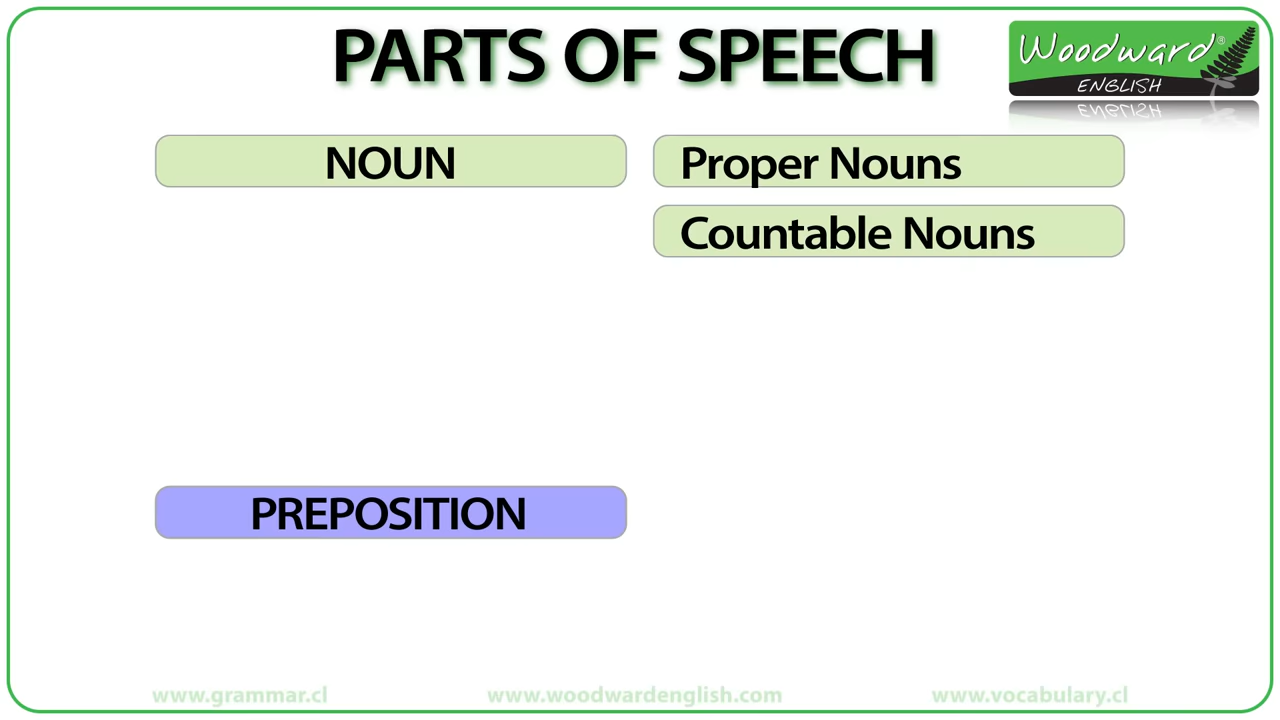 PARTS OF SPEECH
Woodward®
ENGLISH
NOUN
Proper Nouns
Countable Nouns
PREPOSITION
www.grammar.cl
www.woodwardenglish.com
www.vocabulary.cl